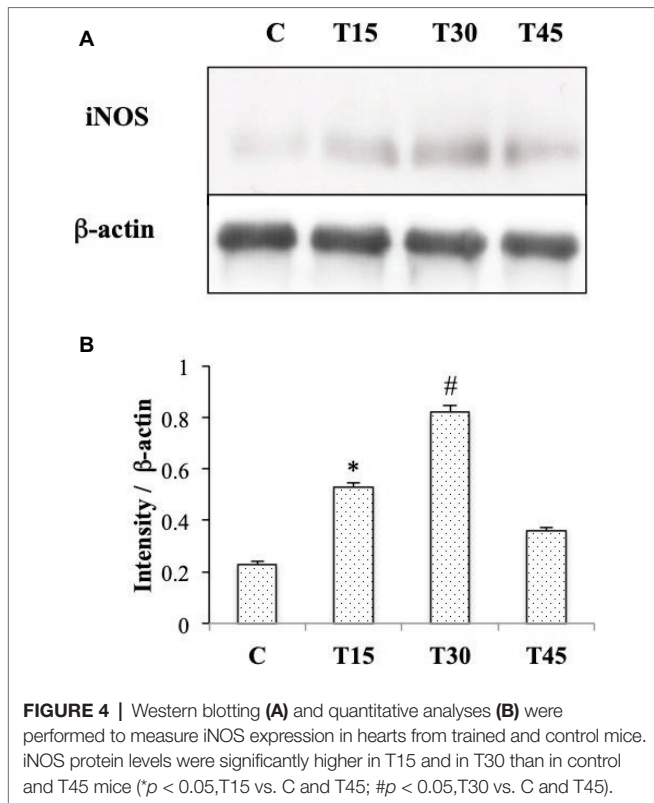 A
C T15 T30 T45
iNOS
β-actin
B
Intensity / β-actin
1
0.8
0.6
0.4
0.2
0
*
#
C T15 T30 T45
FIGURE 4 | Western blotting (A) and quantitative analyses (B) were
performed to measure iNOS expression in hearts from trained and control mice.
iNOS protein levels were significantly higher in T15 and in T30 than in control
and T45 mice (*p < 0.05,T15 vs. C and T45; #p < 0.05,T30 vs. C and T45).